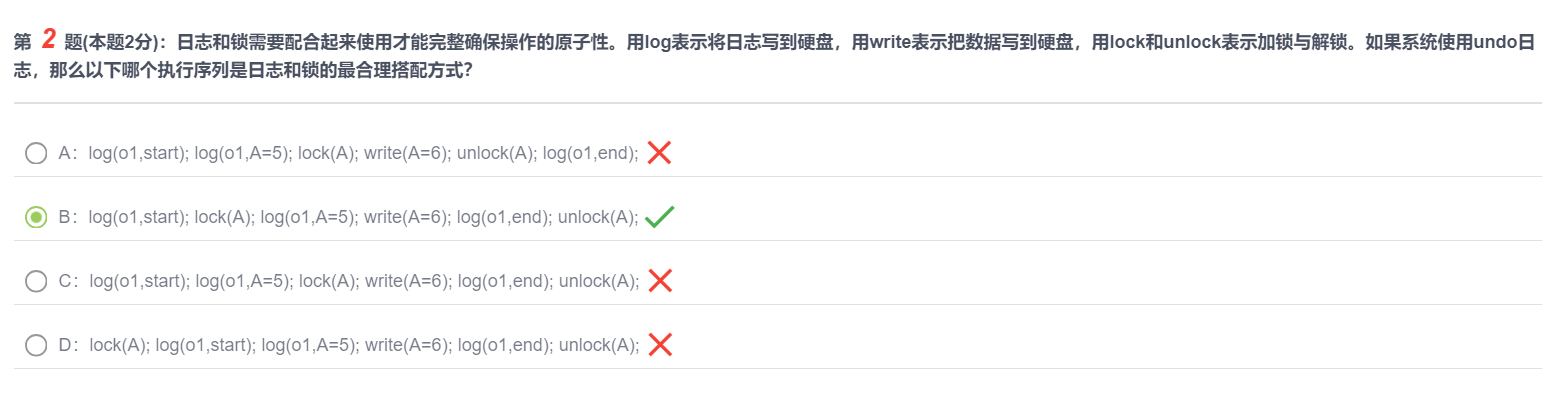 第 2 题(本题2分)：日志和锁需要配合起来使用才能完整确保操作的原子性。用log表示将日志写到硬盘，用write表示把数据写到硬盘，用lock和unlock表示加锁与解锁。如果系统使用undo日
志，那么以下哪个执行序列是日志和锁的最合理搭配方式？
A：log(o1,start); log(o1,A=5); lock(A); write(A=6); unlock(A); log(o1,end);
B：log(o1,start); lock(A); log(o1,A=5); write(A=6); log(o1,end); unlock(A);
C：log(o1,start); log(o1,A=5); lock(A); write(A=6); log(o1,end); unlock(A);
D：lock(A); log(o1,start); log(o1,A=5); write(A=6); log(o1,end); unlock(A);